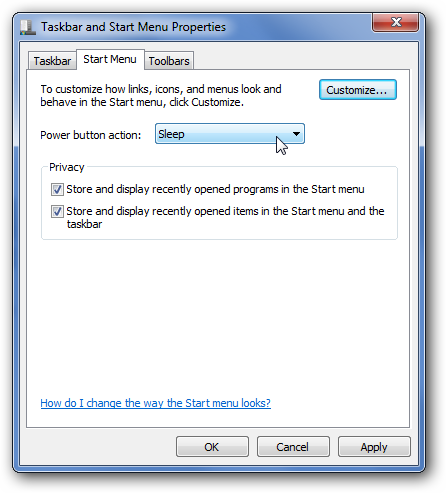 Taskbar and Start Menu Properties
Taskbar Start Menu Toolbars
To customize how links, icons, and menus look and
behave in the Start menu, click Customize.
Customize...
Power button action: Sleep
Privacy
Store and display recently opened programs in the Start menu
Store and display recently opened items in the Start menu and the
taskbar
How do I change the way the Start menu looks?
OK Cancel Apply